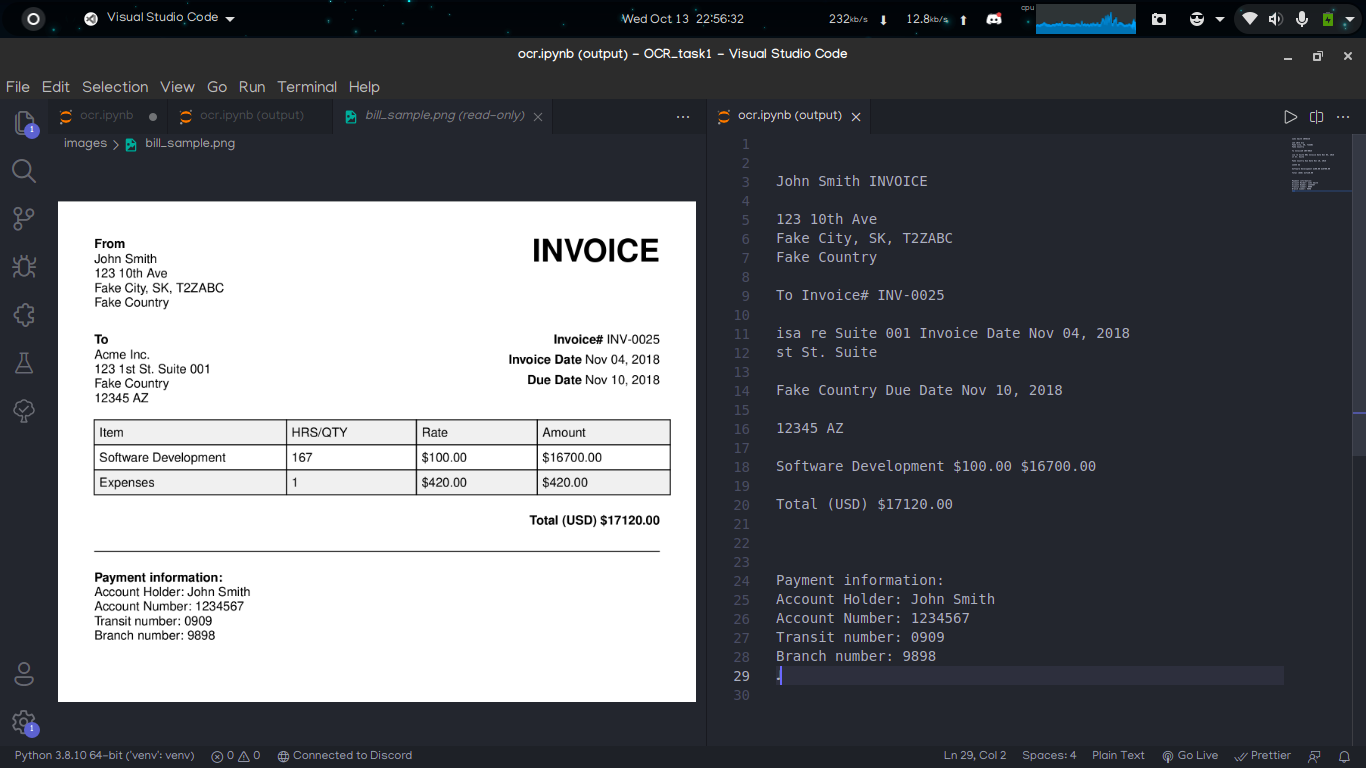 Visual Studio Code
Wed Oct 13 22:56:32
232kb/s 12.8kb/s
cpu
ocr.ipynb (output) - OCR_task1 - Visual Studio Code
File Edit Selection View Go Run Terminal Help
ocr.ipynb
ocr.ipynb (output)
bill_sample.png (read-only)
images > bill_sample.png
From
John Smith
123 10th Ave
Fake City, SK, T2ZABC
Fake Country
INVOICE
To
Acme Inc.
123 1st St. Suite 001
Fake Country
12345 AZ
Invoice# INV-0025
Invoice Date Nov 04, 2018
Due Date Nov 10, 2018
Item HRS/QTY Rate Amount
Software Development 167 $100.00 $16700.00
Expenses 1 $420.00 $420.00
Total (USD) $17120.00
Payment information:
Account Holder: John Smith
Account Number: 1234567
Transit number: 0909
Branch number: 9898
ocr.ipynb (output)
1
2
3 John Smith INVOICE
4
5 123 10th Ave
6 Fake City, SK, T2ZABC
7 Fake Country
8
9 To Invoice# INV-0025
10
11 isa re Suite 001 Invoice Date Nov 04, 2018
12 st St. Suite
13
14 Fake Country Due Date Nov 10, 2018
15
16 12345 AZ
17
18 Software Development $100.00 $16700.00
19
20 Total (USD) $17120.00
21
22
23
24 Payment information:
25 Account Holder: John Smith
26 Account Number: 1234567
27 Transit number: 0909
28 Branch number: 9898
29
30
1
1
Python 3.8.10 64-bit ('venv': venv) 0 0 Connected to Discord
Ln 29, Col 2 Spaces: 4 Plain Text Go Live Prettier